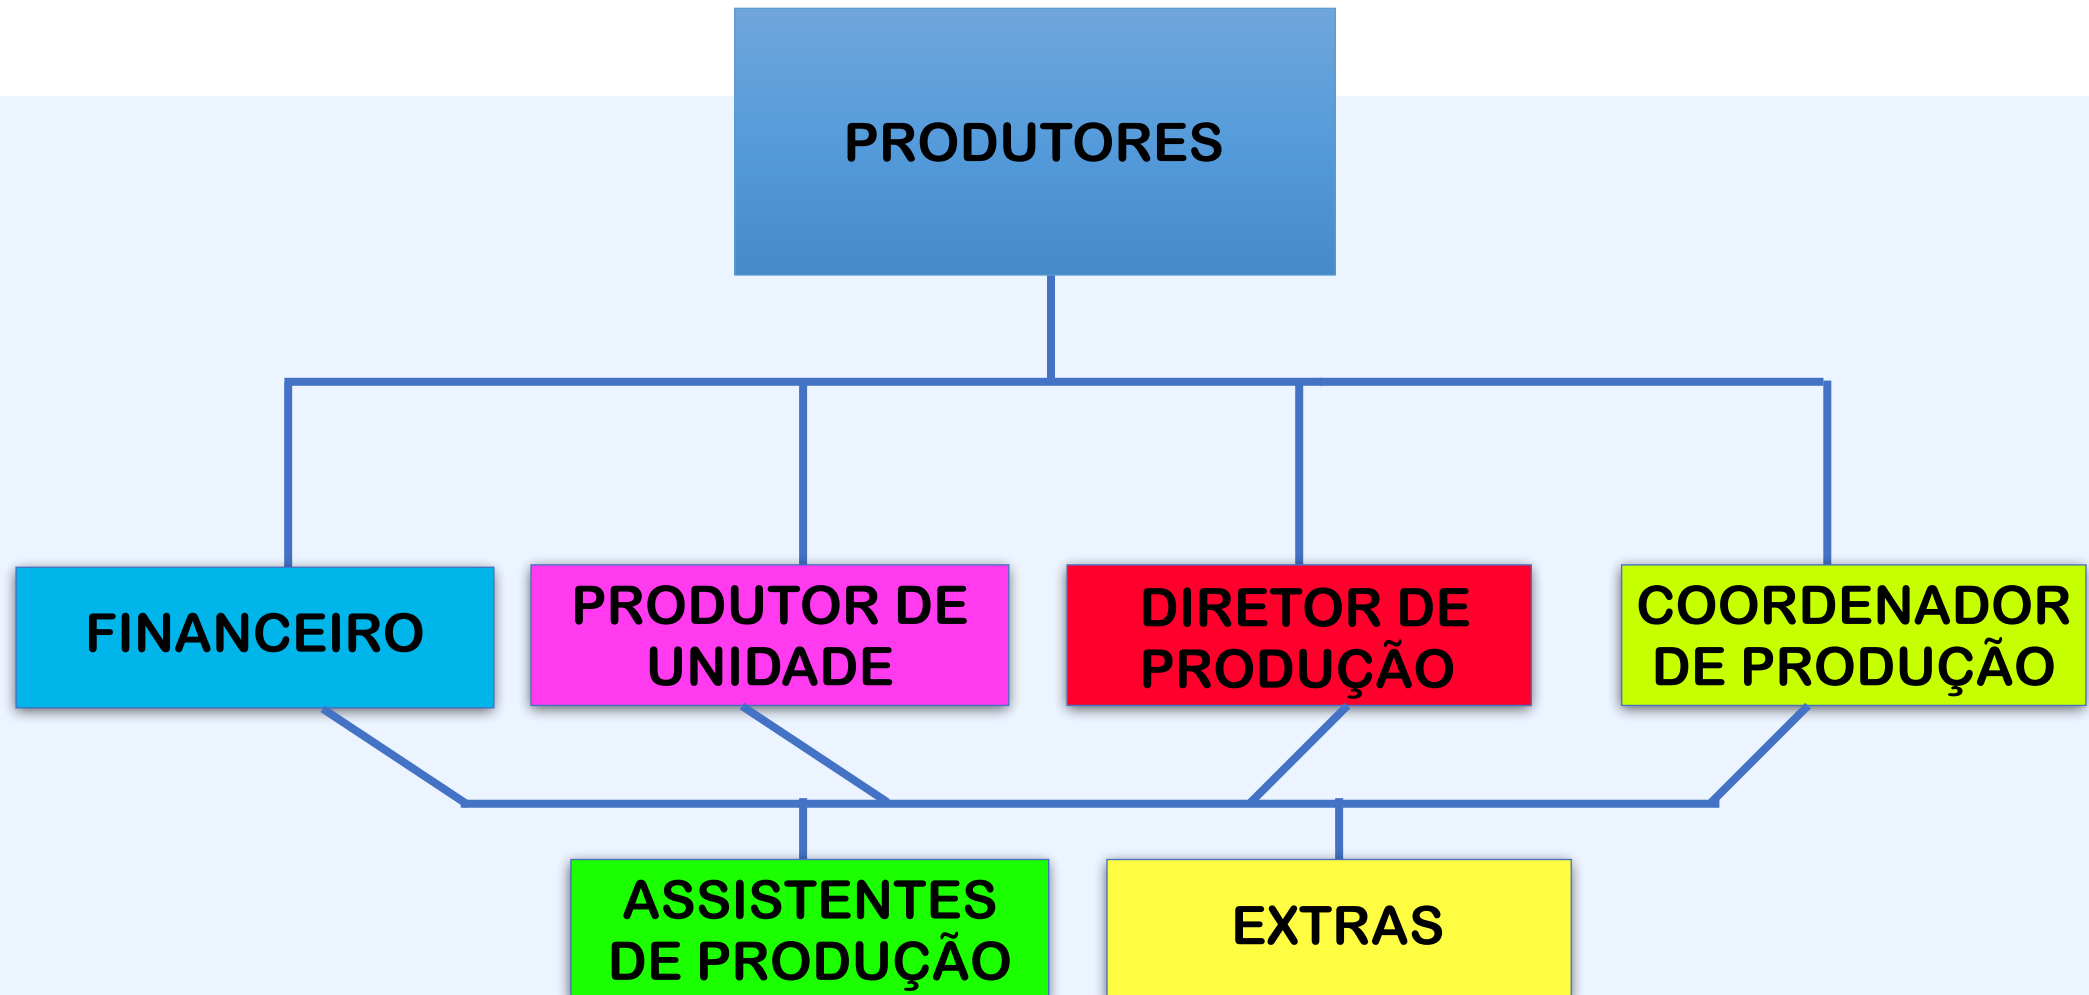 PRODUTORES
FINANCEIRO
PRODUTOR DE
UNIDADE
DIRETOR DE
PRODUÇÃO
COORDENADOR
DE PRODUÇÃO
ASSISTENTES
DE PRODUÇÃO
EXTRAS